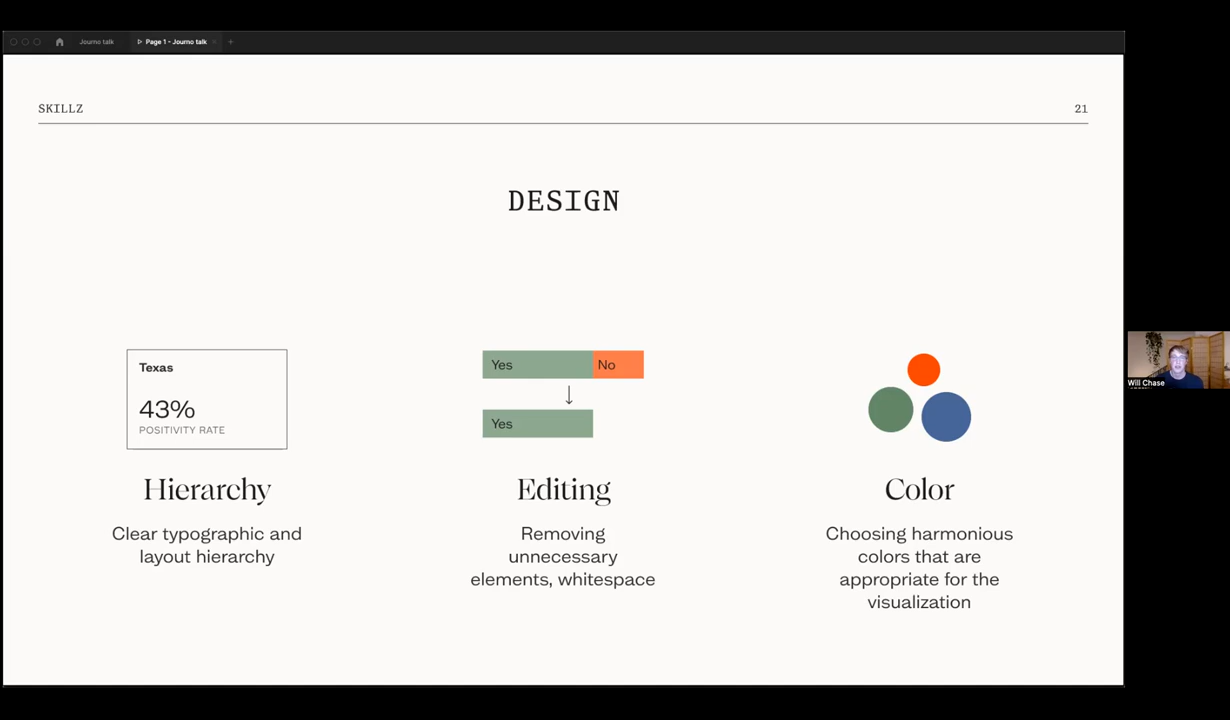 Journo talk
Page 1 - Journo talk
SKILLZ
21
DESIGN
Texas
43%
POSITIVITY RATE
Yes No
Yes
Hierarchy
Clear typographic and
layout hierarchy
Editing
Removing
unnecessary
elements, whitespace
Color
Choosing harmonious
colors that are
appropriate for the
visualization
Will Chase